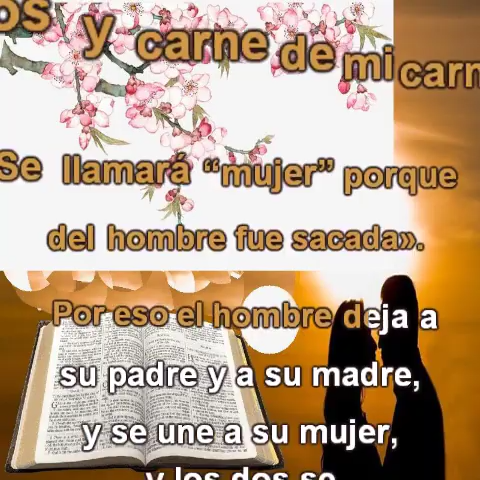 os y carne de mi carn
Se llamará “mujer” porque
del hombre fue sacada».
Por eso el hombre deja a
su padre y a su madre,
y se une a su mujer,
y los dos se